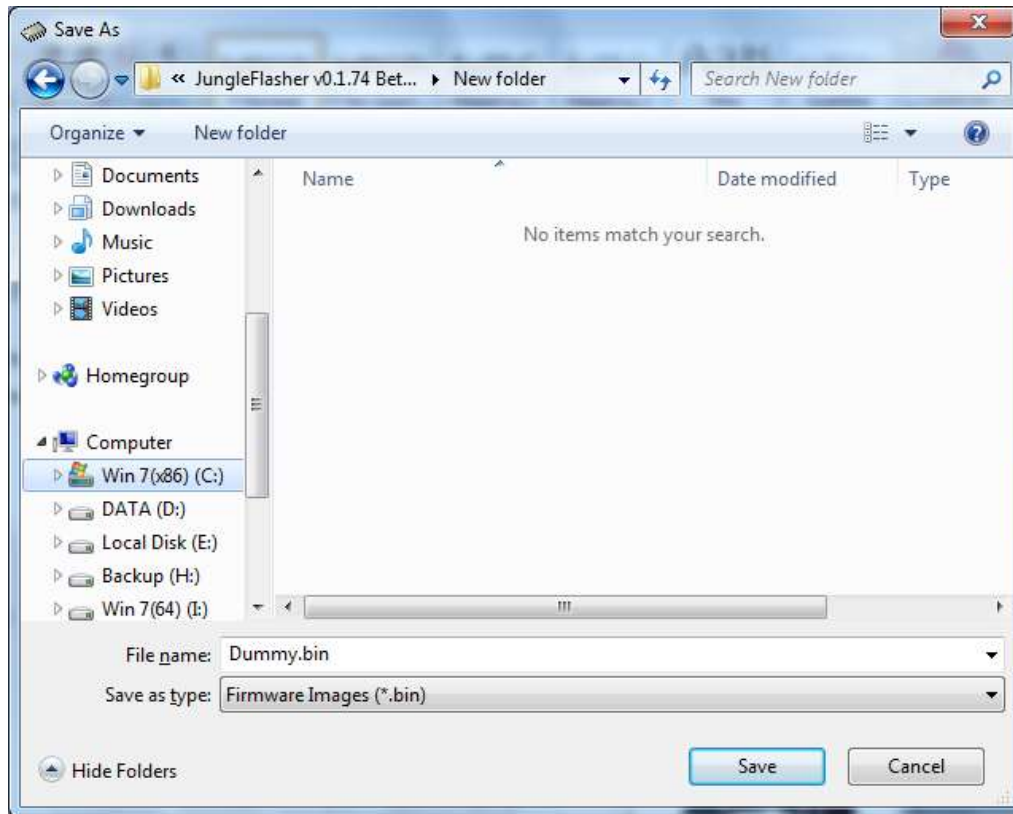 Save As
« JungleFlasher v0.1.74 Bet... New folder
Search New folder
Organize New folder
Name Date modified Type
No items match your search.
Documents
Downloads
Music
Pictures
Videos
Homegroup
Computer
Win 7(x86) (C:)
DATA (D:)
Local Disk (E:)
Backup (H:)
Win 7(64) (I:)
File name: Dummy.bin
Save as type: Firmware Images (*.bin)
Hide Folders Save Cancel